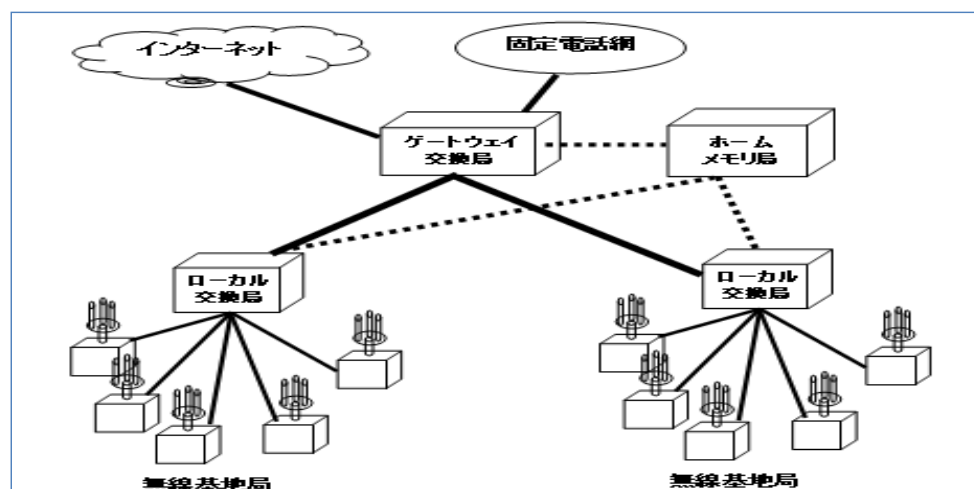 インターネット
固定電話網
ゲートウェイ
交換局
ホーム
メモリ局
ローカル
交換局
ローカル
交換局
無線基地局
無線基地局